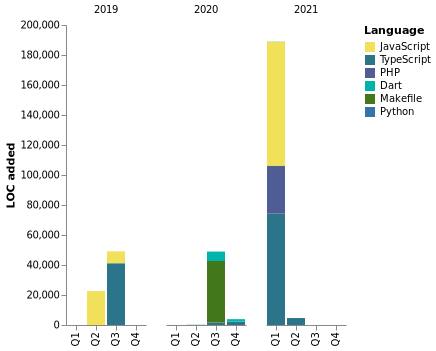 2019 2020 2021
Language
JavaScript
TypeScript
PHP
Dart
Makefile
Python
LOC added
200,000
180,000
160,000
140,000
120,000
100,000
80,000
60,000
40,000
20,000
0
Q1 Q2 Q3 Q4 Q1 Q2 Q3 Q4 Q1 Q2 Q3 Q4